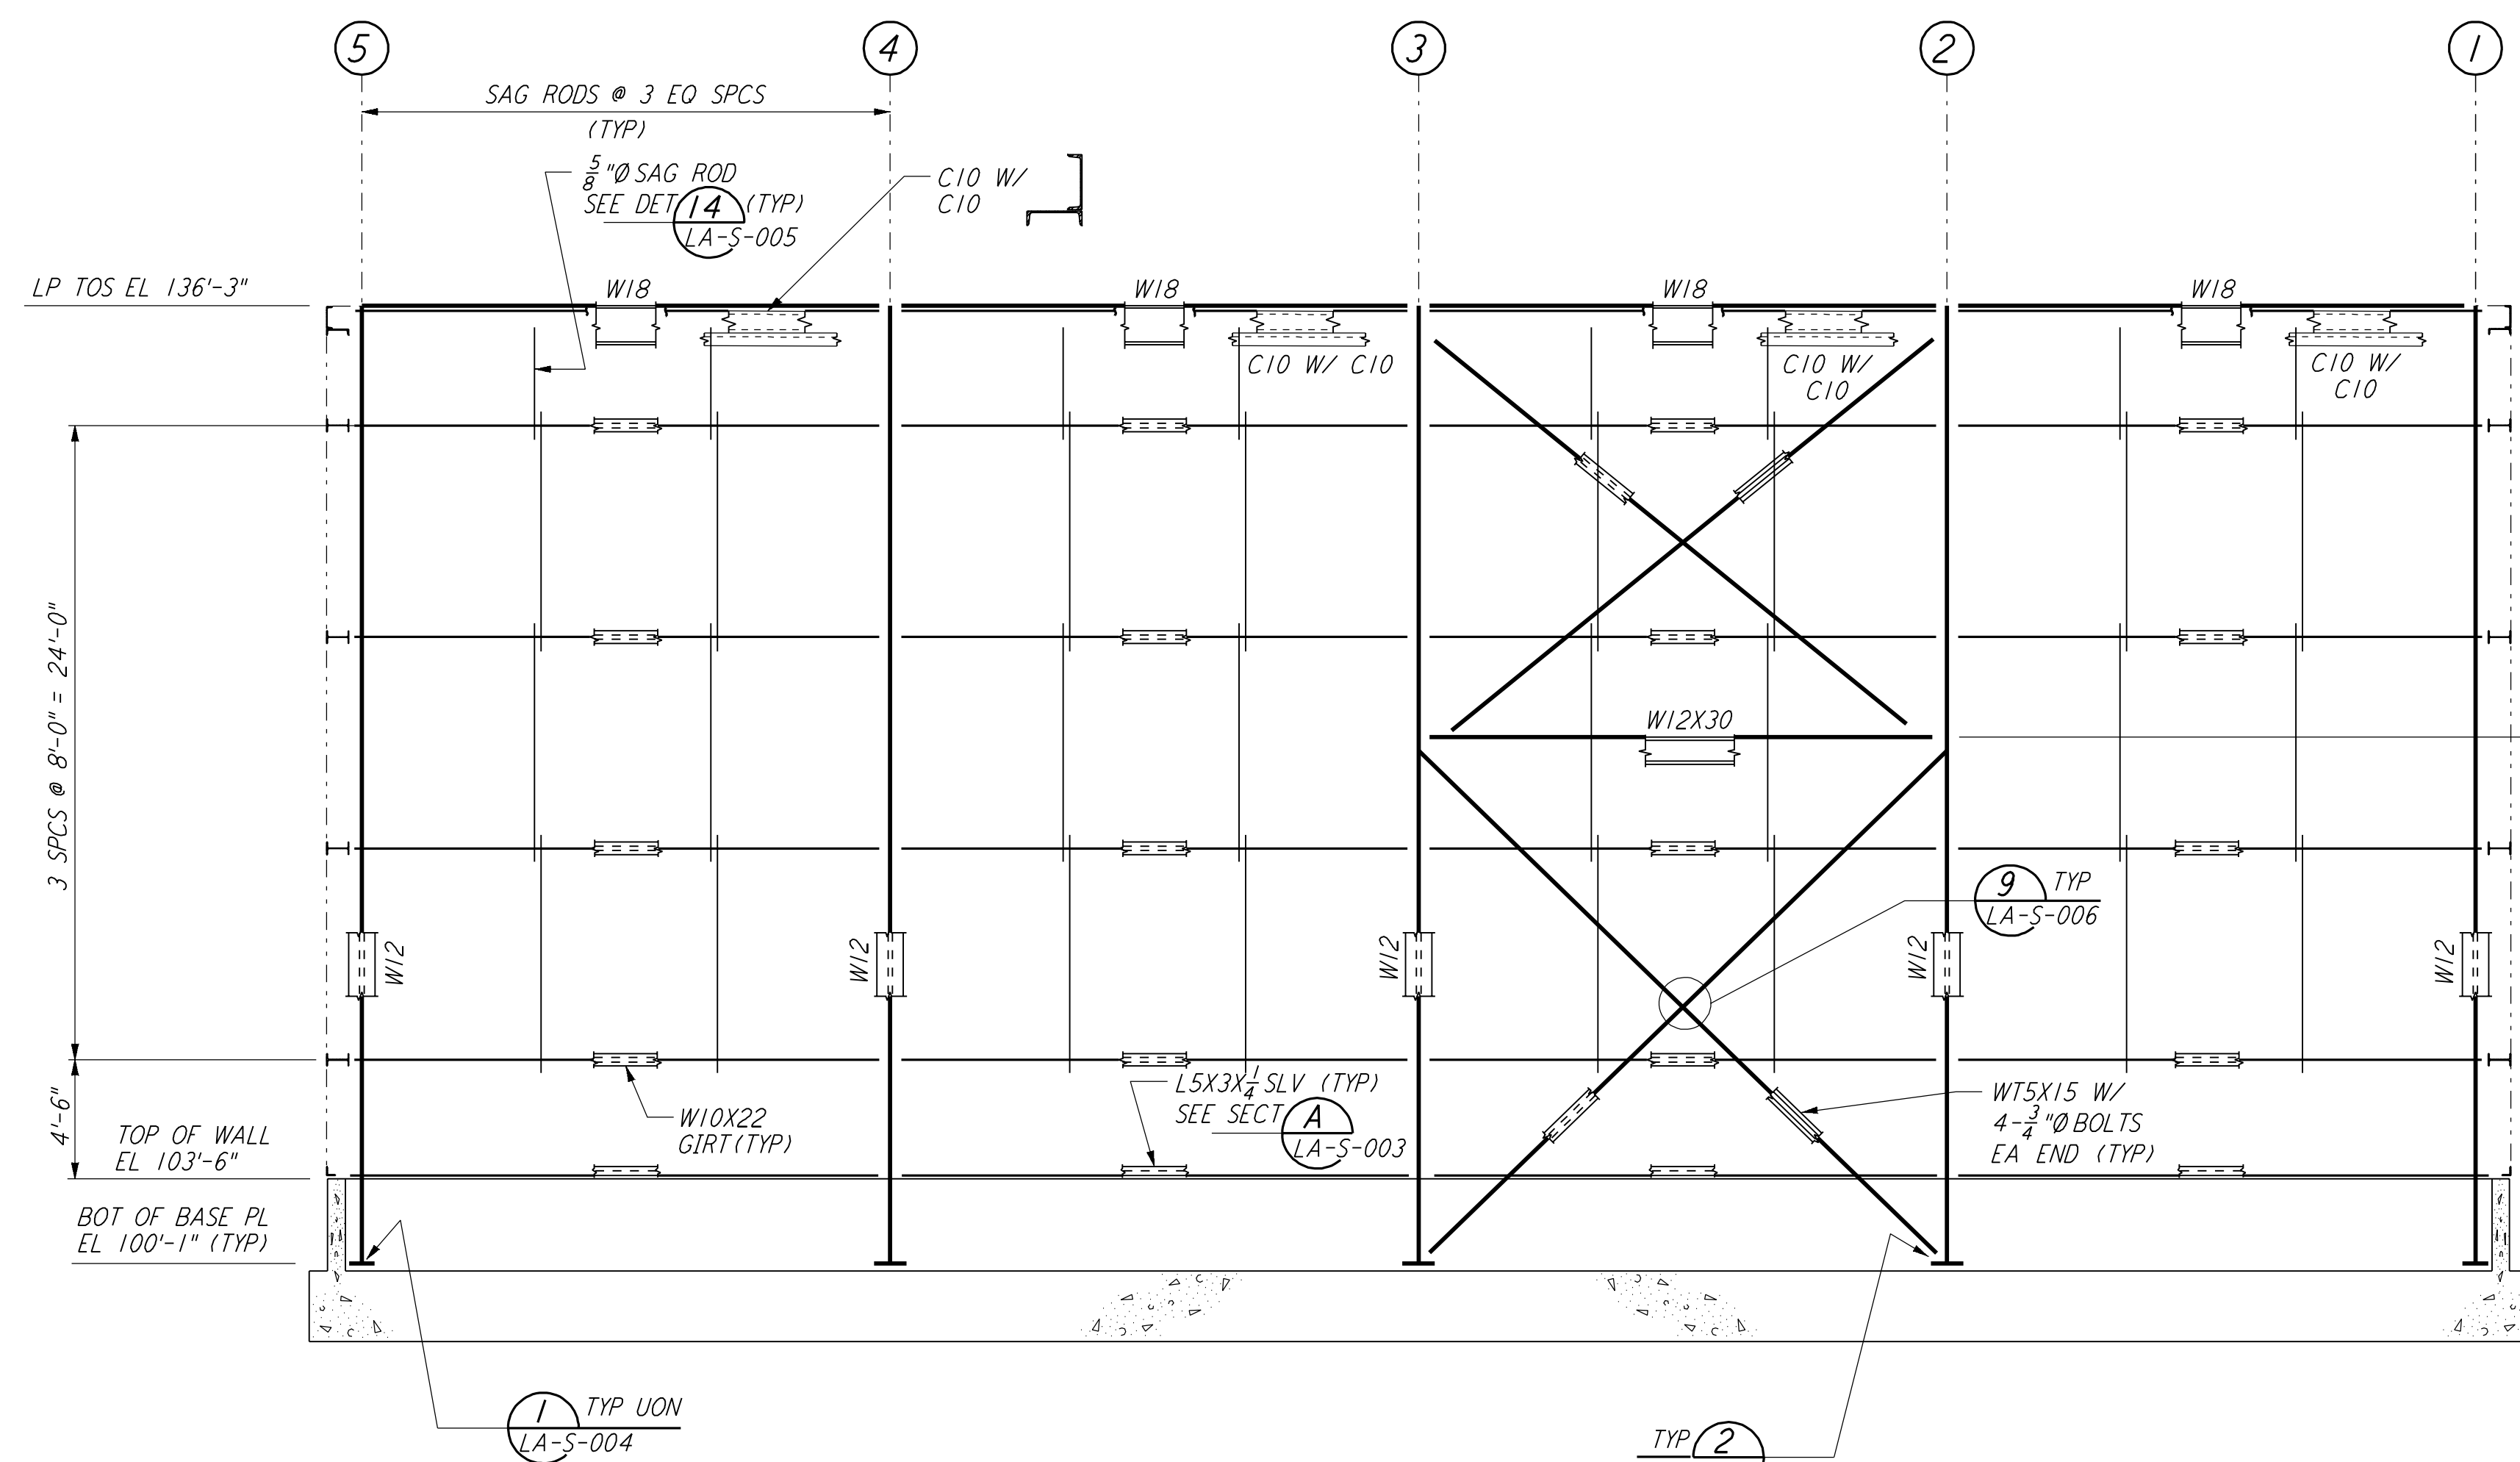 5
4
3
2
1
SAG RODS @ 3 EQ SPCS
(TYP)
5/8"Ø SAG ROD
SEE DET 14 (TYP)
LA-S-005
C10 W/
C10
LP TOS EL 136'-3"
W18
W18
W18
W18
C10 W/ C10
C10 W/
C10
C10 W/
C10
3 SPCS @ 8'-0" = 24'-0"
W12X30
9 TYP
LA-S-006
W12
W12
W12
W12
W12
4'-6"
W10X22
GIRT(TYP)
L5X3X1/4 SLV (TYP)
SEE SECT A
LA-S-003
WT5X15 W/
4-3/4"Ø BOLTS
EA END (TYP)
TOP OF WALL
EL 103'-6"
BOT OF BASE PL
EL 100'-1" (TYP)
1 TYP UON
LA-S-004
TYP 2